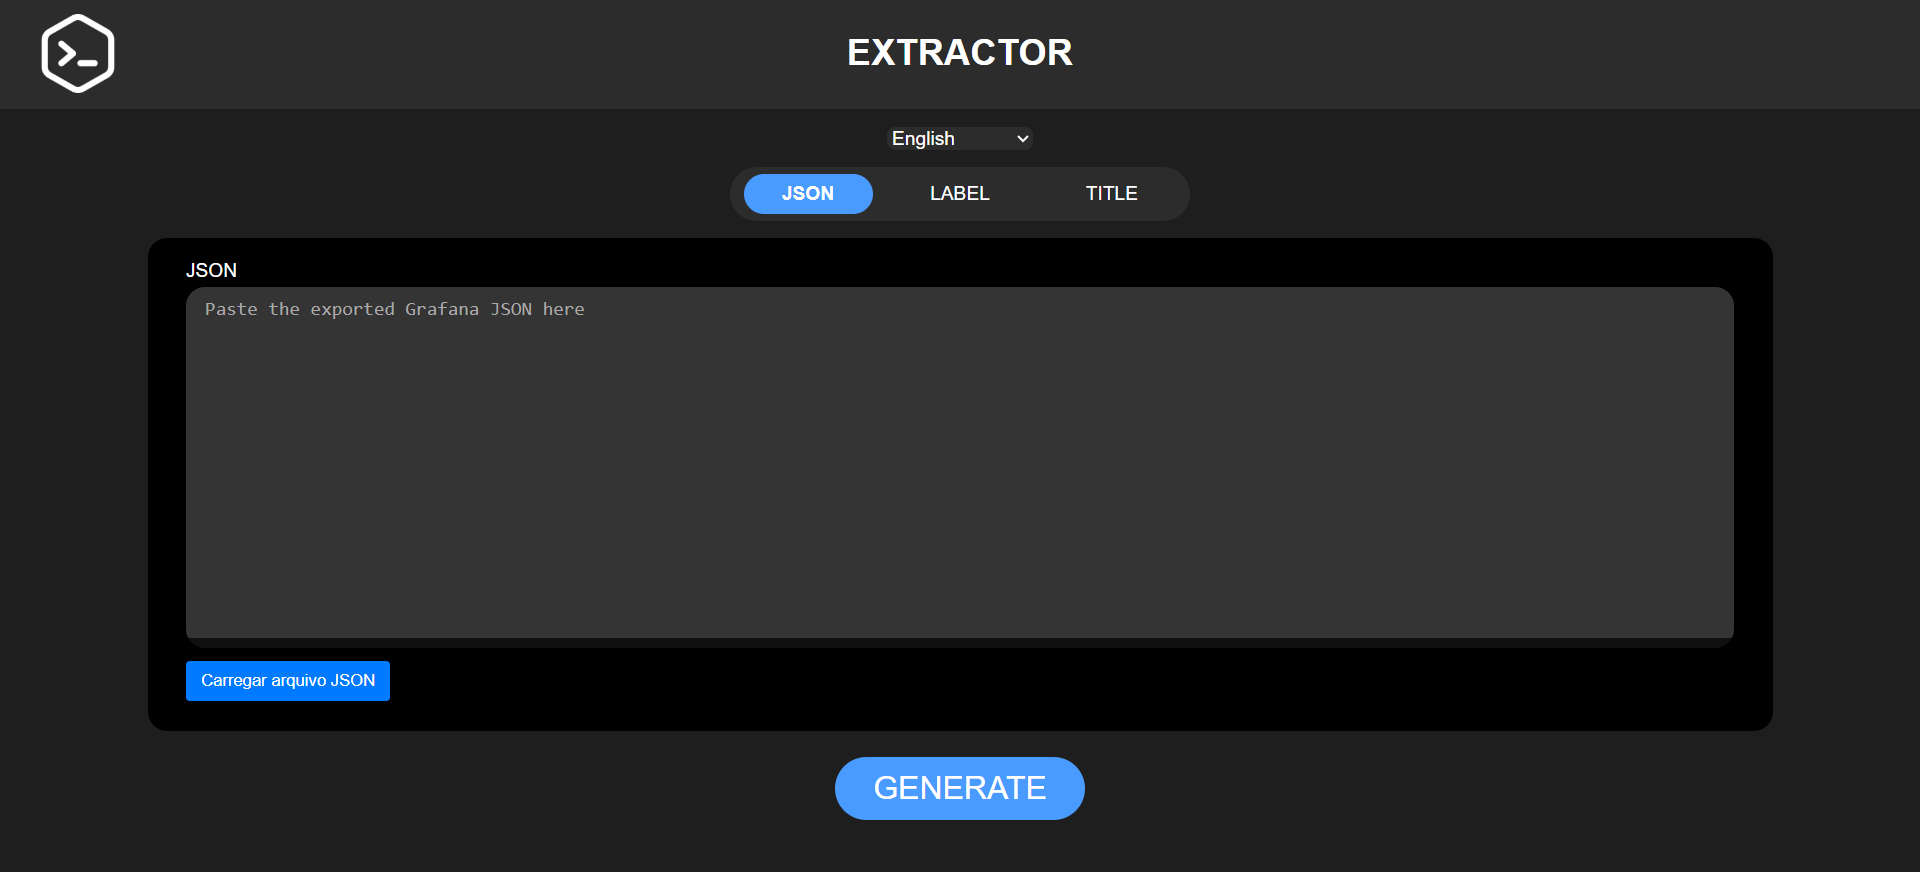 EXTRACTOR
English
JSON LABEL TITLE
JSON
Paste the exported Grafana JSON here
Carregar arquivo JSON
GENERATE